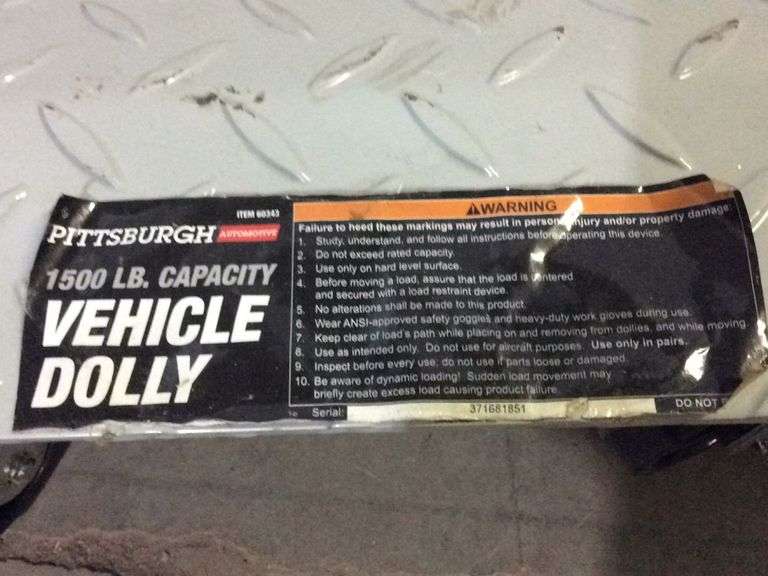 ITEM 60343
PITTSBURGH AUTOMOTIVE
1500 LB. CAPACITY
VEHICLE
DOLLY
WARNING
Failure to heed these markings may result in personal injury and/or property damage:
1. Study, understand, and follow all instructions before operating this device.
2. Do not exceed rated capacity.
3. Use only on hard level surface.
4. Before moving a load, assure that the load is centered
and secured with a load restraint device.
5. No alterations shall be made to this product.
6. Wear ANSI-approved safety goggles and heavy-duty work gloves during use.
7. Keep clear of load's path while placing on and removing from dollies, and while moving.
8. Use as intended only. Do not use for aircraft purposes. Use only in pairs.
9. Inspect before every use; do not use if parts loose or damaged.
10. Be aware of dynamic loading! Sudden load movement may
briefly create excess load causing product failure.
Serial: 371681851
DO NOT